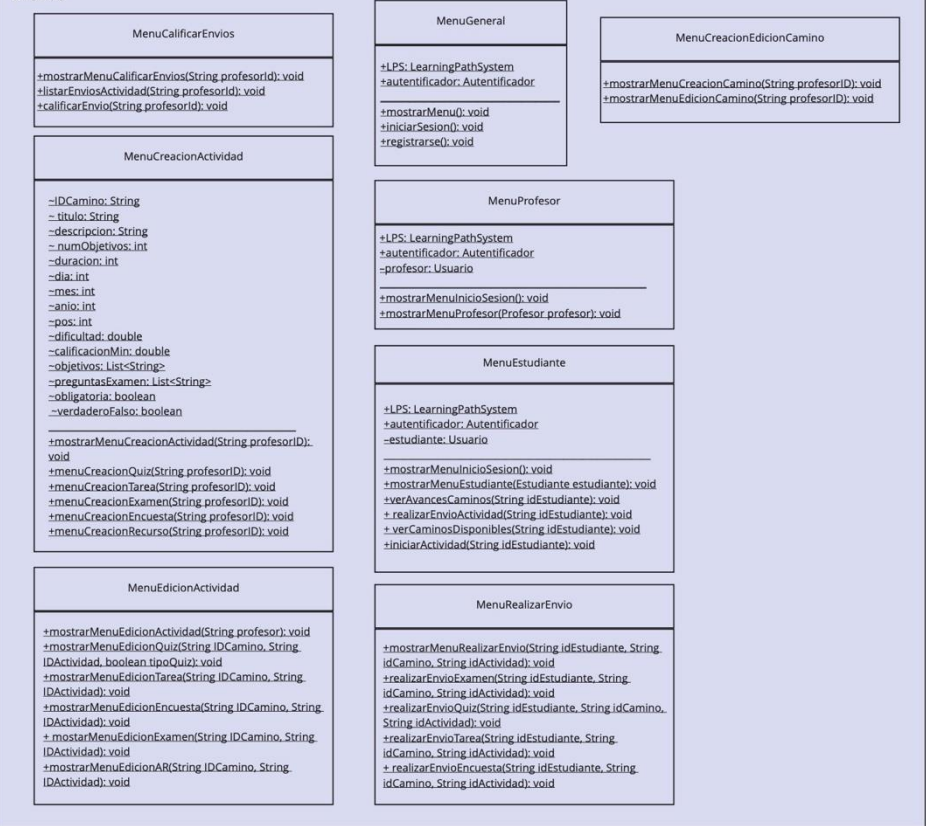 MenuCalificarEnvios
+mostrarMenuCalificarEnvios(String profesorId): void
+listarEnviosActividad(String profesorId): void
+calificarEnvio(String profesorId): void
MenuCreacionActividad
~IDCamino: String
~ titulo: String
~descripcion: String
~ numObjetivos: int
~duracion: int
~dia: int
~mes: int
~anio: int
~pos: int
~dificultad: double
~calificacionMin: double
~objetivos: List<String>
~preguntasExamen: List<String>
~obligatoria: boolean
~verdaderoFalso: boolean
+mostrarMenuCreacionActividad(String profesorID):
void
+menuCreacionQuiz(String profesorID): void
+menuCreacionTarea(String profesorID): void
+menuCreacionExamen(String profesorID): void
+menuCreacionEncuesta(String profesorID): void
+menuCreacionRecurso(String profesorID): void
MenuEdicionActividad
+mostrarMenuEdicionActividad(String profesor): void
+mostrarMenuEdicionQuiz(String IDCamino, String
IDActividad, boolean tipoQuiz): void
+mostrarMenuEdicionTarea(String IDCamino, String
IDActividad): void
+mostrarMenuEdicionEncuesta(String IDCamino, String
IDActividad): void
+ mostarMenuEdicionExamen(String IDCamino, String
IDActividad): void
+mostrarMenuEdicionAR(String IDCamino, String
IDActividad): void
MenuGeneral
+LPS: LearningPathSystem
+autentificador: Autentificador
+mostrarMenu(): void
+iniciarSesion(): void
+registrarse(): void
MenuProfesor
+LPS: LearningPathSystem
+autentificador: Autentificador
–profesor: Usuario
+mostrarMenuInicioSesion(): void
+mostrarMenuProfesor(Profesor profesor): void
MenuEstudiante
+LPS: LearningPathSystem
+autentificador: Autentificador
–estudiante: Usuario
+mostrarMenuInicioSesion(): void
+mostrarMenuEstudiante(Estudiante estudiante): void
+verAvancesCaminos(String idEstudiante): void
+ realizarEnvioActividad(String idEstudiante): void
+ verCaminosDisponibles(String idEstudiante): void
+iniciarActividad(String idEstudiante): void
MenuRealizarEnvio
+mostrarMenuRealizarEnvio(String idEstudiante, String
idCamino, String idActividad): void
+realizarEnvioExamen(String idEstudiante, String
idCamino, String idActividad): void
+realizarEnvioQuiz(String idEstudiante, String idCamino,
String idActividad): void
+realizarEnvioTarea(String idEstudiante, String
idCamino, String idActividad): void
+ realizarEnvioEncuesta(String idEstudiante, String
idCamino, String idActividad): void
MenuCreacionEdicionCamino
+mostrarMenuCreacionCamino(String profesorID): void
+mostrarMenuEdicionCamino(String profesorID): void